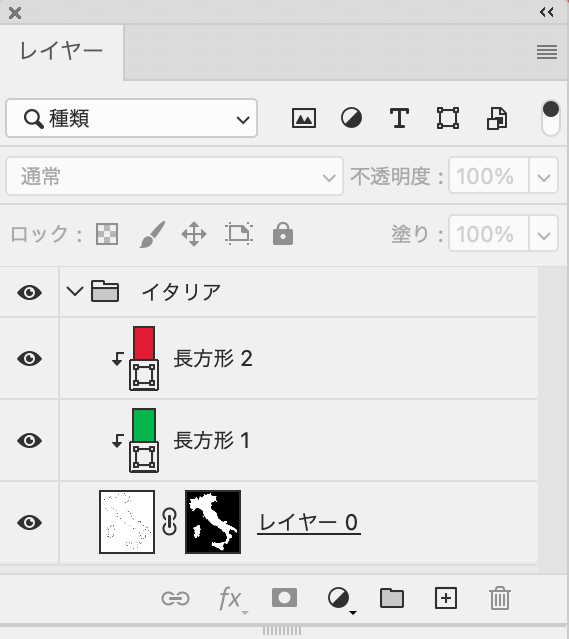 レイヤー
種類
通常 不透明度 : 100%
ロック : 塗り : 100%
イタリア
長方形 2
長方形 1
レイヤー 0
fx